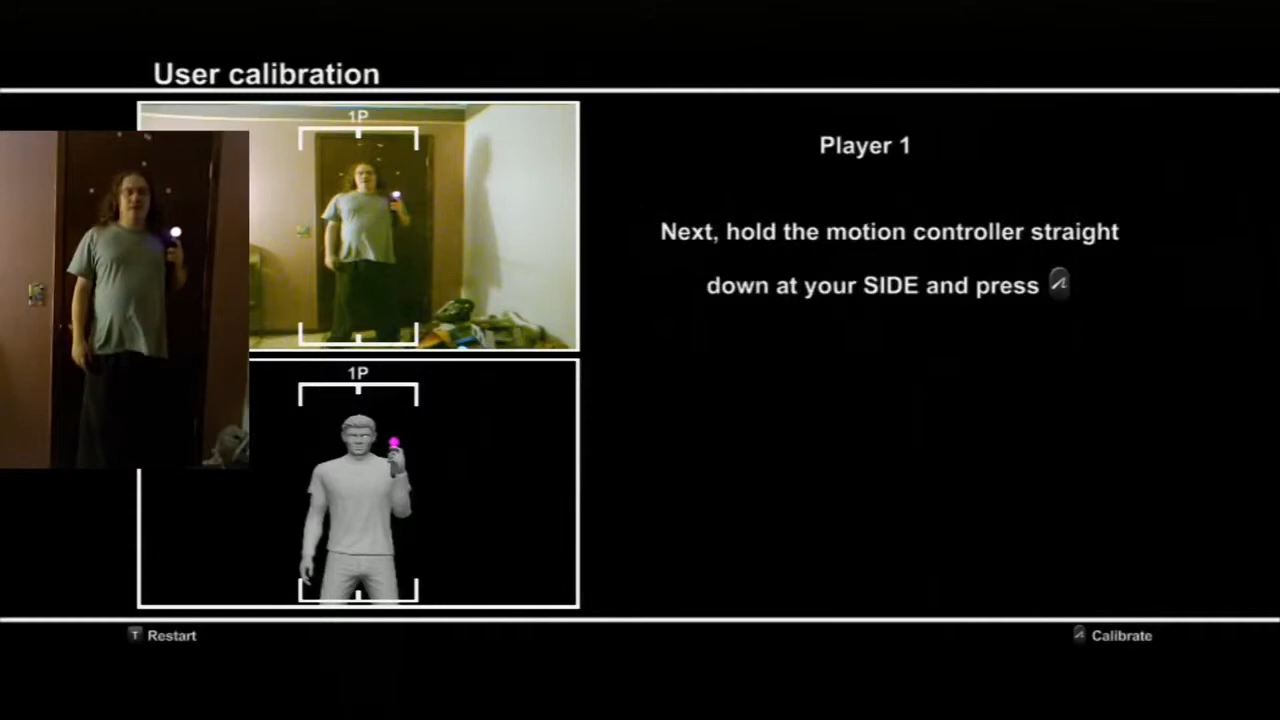 User calibration
1P
Player 1
Next, hold the motion controller straight
down at your SIDE and press
1P
T Restart
Calibrate